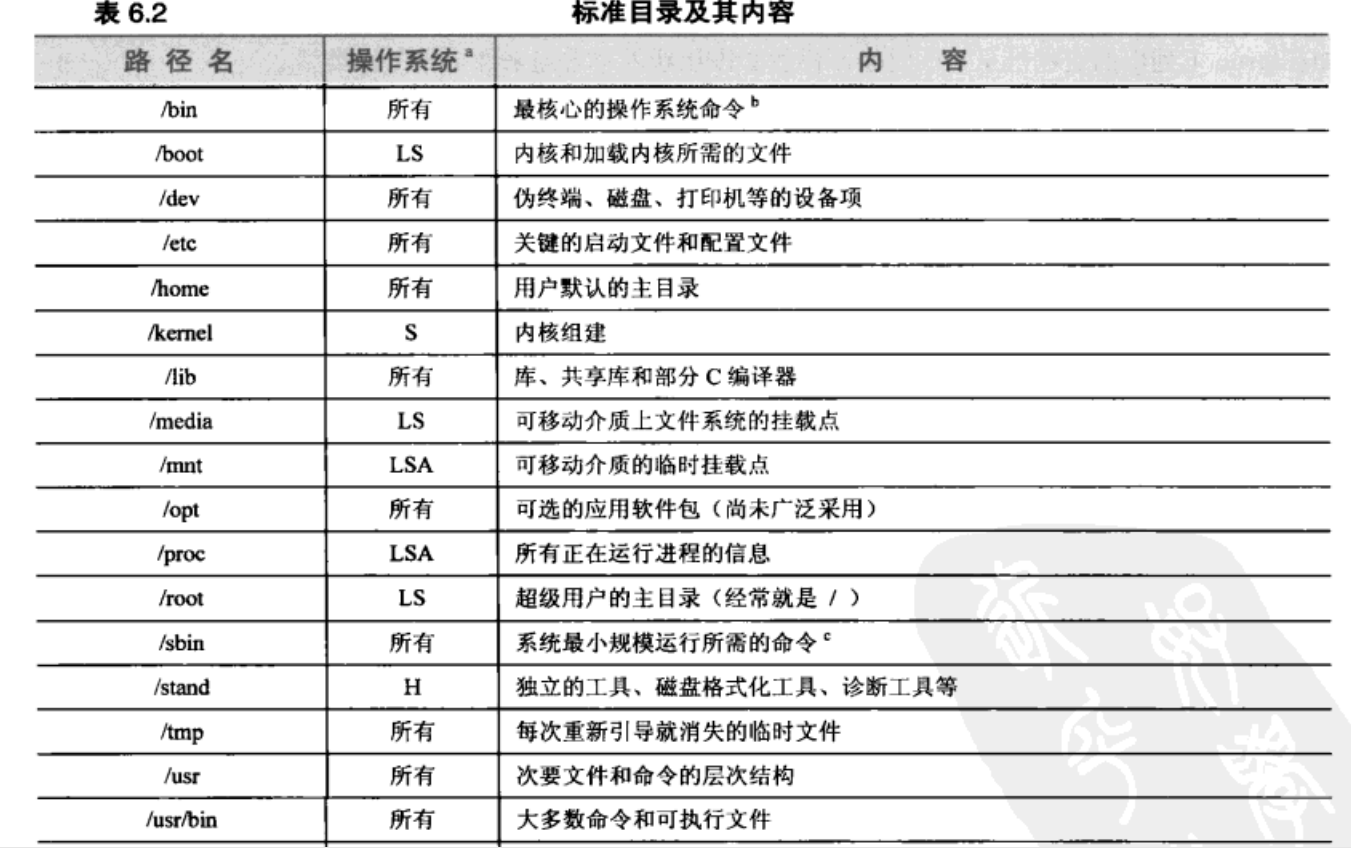 表 6.2 标准目录及其内容
路 径 名 操作系统 a 内 容
/bin 所有 最核心的操作系统命令 b
/boot LS 内核和加载内核所需的文件
/dev 所有 伪终端、磁盘、打印机等的设备项
/etc 所有 关键的启动文件和配置文件
/home 所有 用户默认的主目录
/kernel S 内核组建
/lib 所有 库、共享库和部分 C 编译器
/media LS 可移动介质上文件系统的挂载点
/mnt LSA 可移动介质的临时挂载点
/opt 所有 可选的应用软件包（尚未广泛采用）
/proc LSA 所有正在运行进程的信息
/root LS 超级用户的主目录（经常就是 / ）
/sbin 所有 系统最小规模运行所需的命令 c
/stand H 独立的工具、磁盘格式化工具、诊断工具等
/tmp 所有 每次重新引导就消失的临时文件
/usr 所有 次要文件和命令的层次结构
/usr/bin 所有 大多数命令和可执行文件